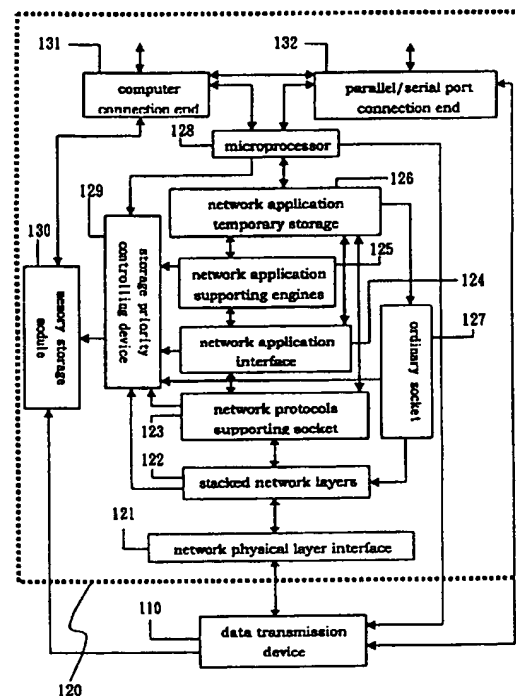 131
132
computer
connection end
parallel/serial port
connection end
128
microprocessor
126
129
network application
temporary storage
130
125
storage priority
controlling device
network application
supporting engines
124
memory storage
module
network application
interface
ordinary socket
127
network protocols
supporting socket
123
122
stacked network layers
121
network physical layer interface
110
data transmission
device
120